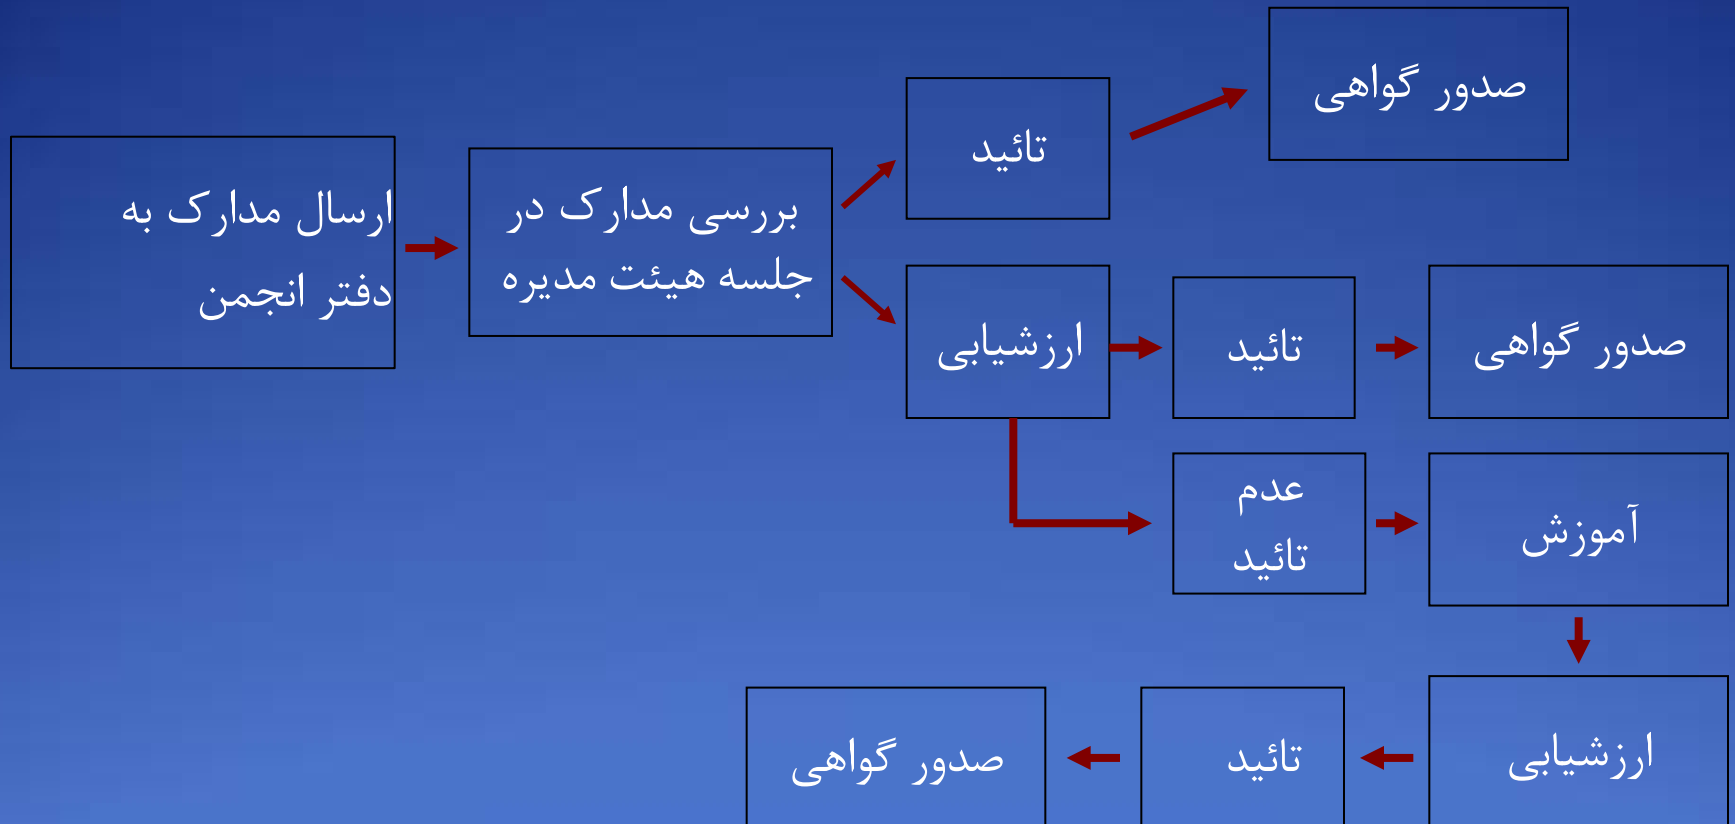 ارسال مدارک به
دفتر انجمن
بررسی مدارک در
جلسه هیئت مدیره
تائید
صدور گواهی
ارزشیابی
تائید
صدور گواهی
عدم
تائید
آموزش
ارزشیابی
تائید
صدور گواهی